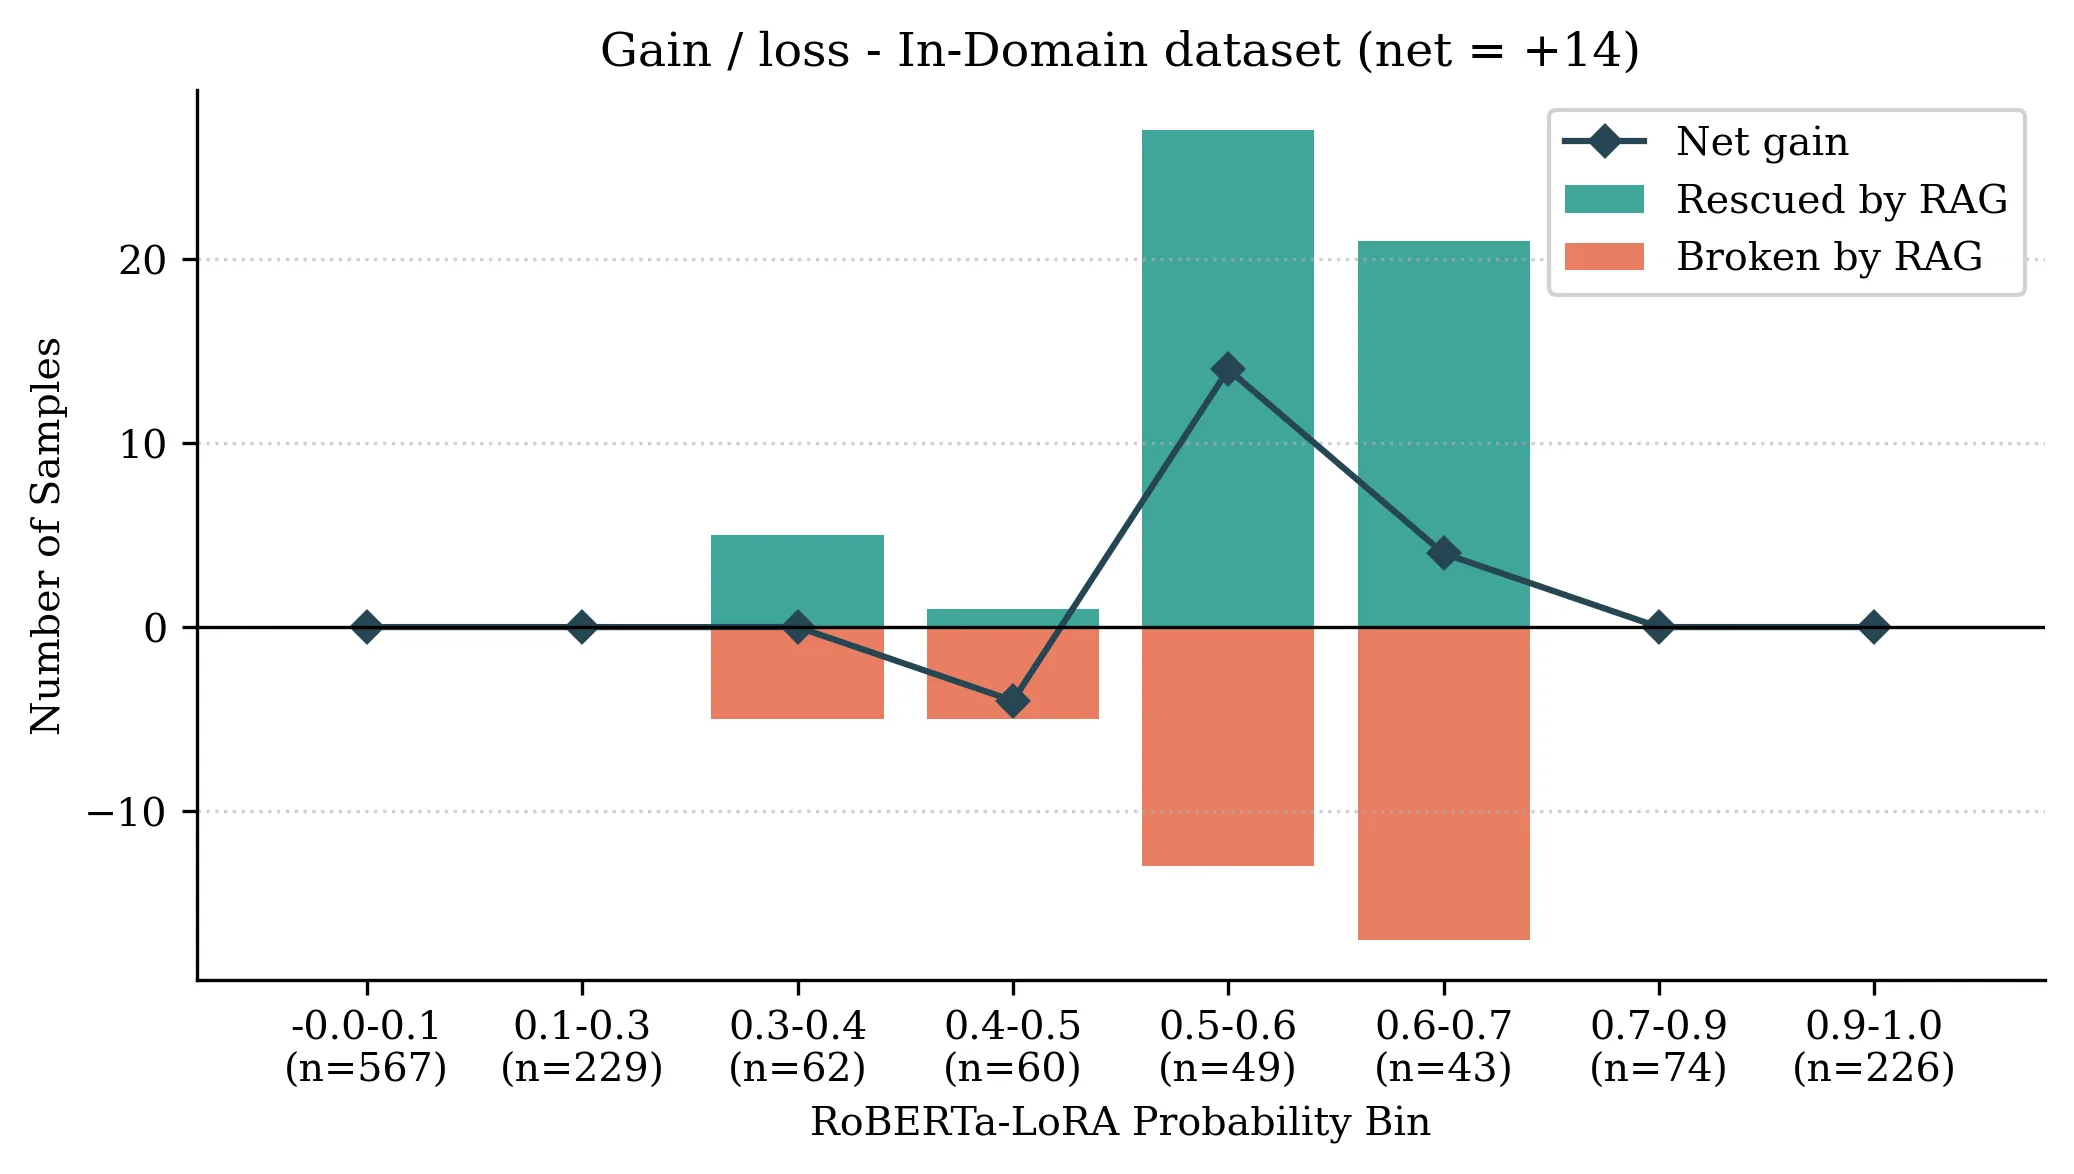 Gain / loss - In-Domain dataset (net = +14)
Net gain
Rescued by RAG
Broken by RAG
Number of Samples
20
10
0
−10
-0.0-0.1 0.1-0.3 0.3-0.4 0.4-0.5 0.5-0.6 0.6-0.7 0.7-0.9 0.9-1.0
(n=567) (n=229) (n=62) (n=60) (n=49) (n=43) (n=74) (n=226)
RoBERTa-LoRA Probability Bin